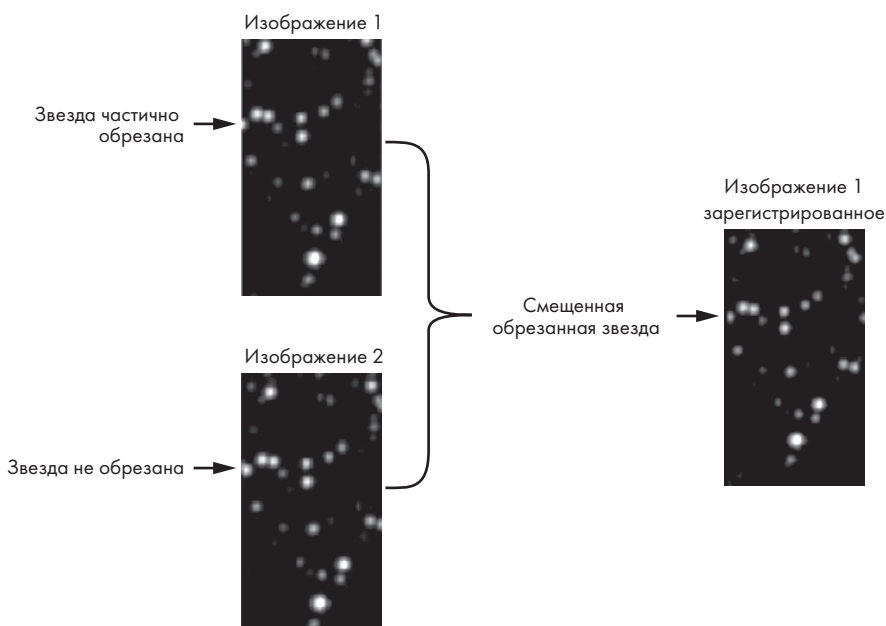 Изображение 1
Звезда частично
обрезана
Изображение 1
зарегистрированное
Смещенная
обрезанная звезда
Изображение 2
Звезда не обрезана